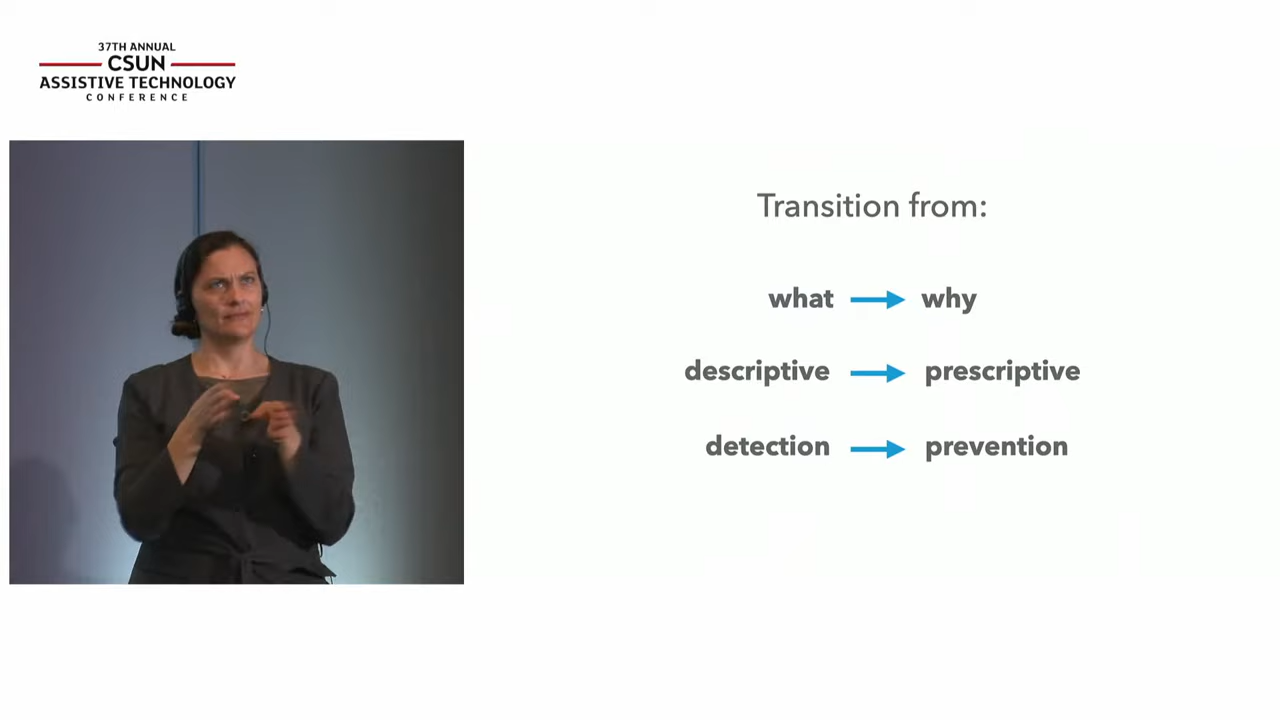 37TH ANNUAL
CSUN
ASSISTIVE TECHNOLOGY
CONFERENCE
Transition from:
what → why
descriptive → prescriptive
detection → prevention